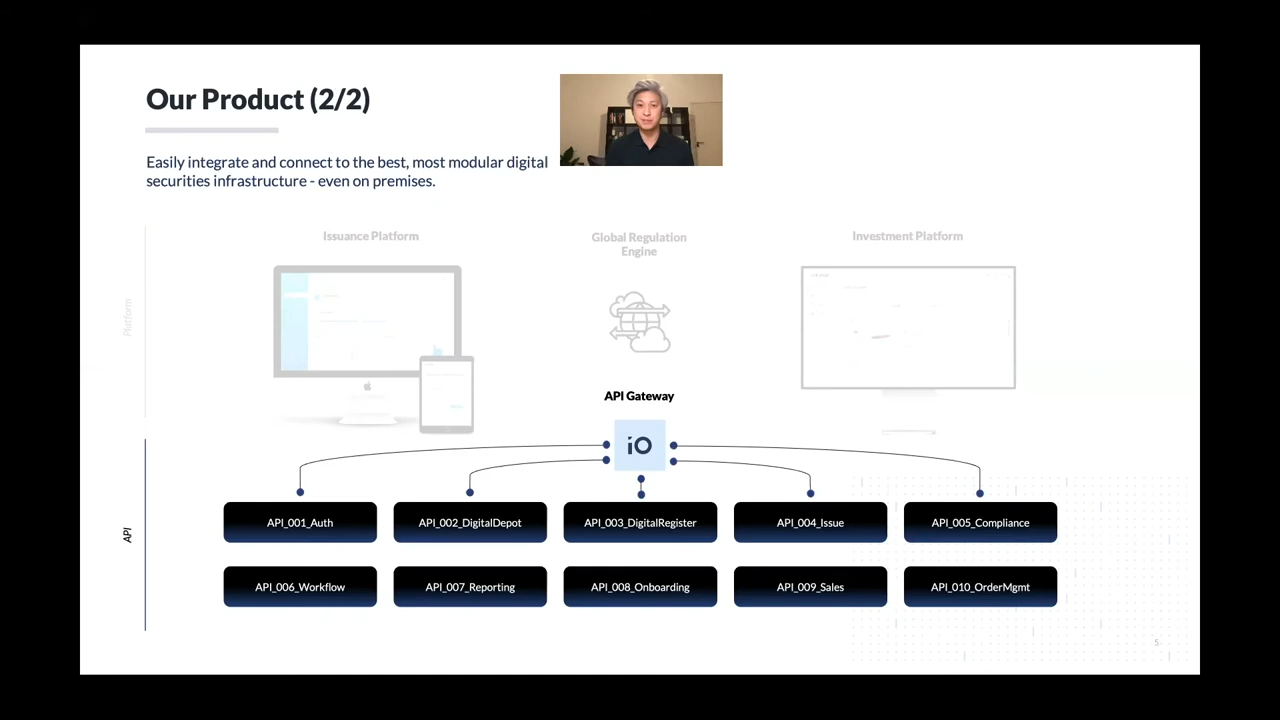 Our Product (2/2)
Easily integrate and connect to the best, most modular digital
securities infrastructure - even on premises.
Issuance Platform
Global Regulation
Engine
Investment Platform
Platform
API Gateway
iO
API
API_001_Auth
API_002_DigitalDepot
API_003_DigitalRegister
API_004_Issue
API_005_Compliance
API_006_Workflow
API_007_Reporting
API_008_Onboarding
API_009_Sales
API_010_OrderMgmt
5